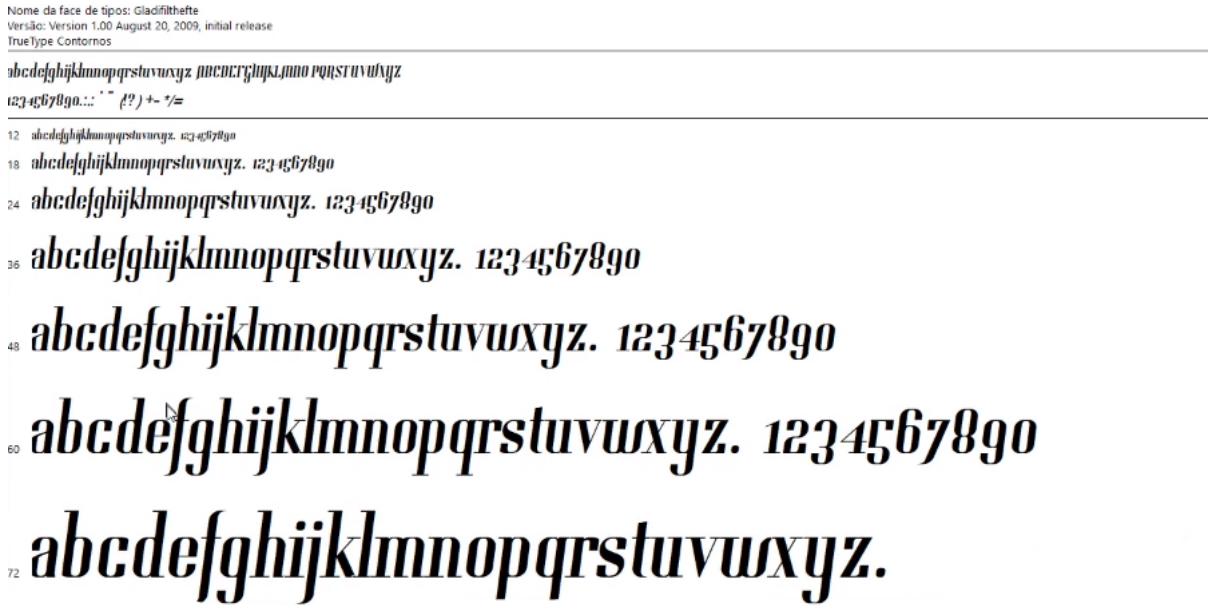 Nome da face de tipos: Gladifilthefte
Versão: Version 1.00 August 20, 2009, initial release
TrueType Contornos
abcdefghijklmnopqrstuvwxyz ABCDEFGHIJKLMNOPQRSTUVWXYZ
1234567890.:,; ' " (!?) +- */=
12 abcdefghijklmnopqrstuvwxyz. 1234567890
18 abcdefghijklmnopqrstuvwxyz. 1234567890
24 abcdefghijklmnopqrstuvwxyz. 1234567890
36 abcdefghijklmnopqrstuvwxyz. 1234567890
48 abcdefghijklmnopqrstuvwxyz. 1234567890
60 abcdefghijklmnopqrstuvwxyz. 1234567890
72 abcdefghijklmnopqrstuvwxyz.